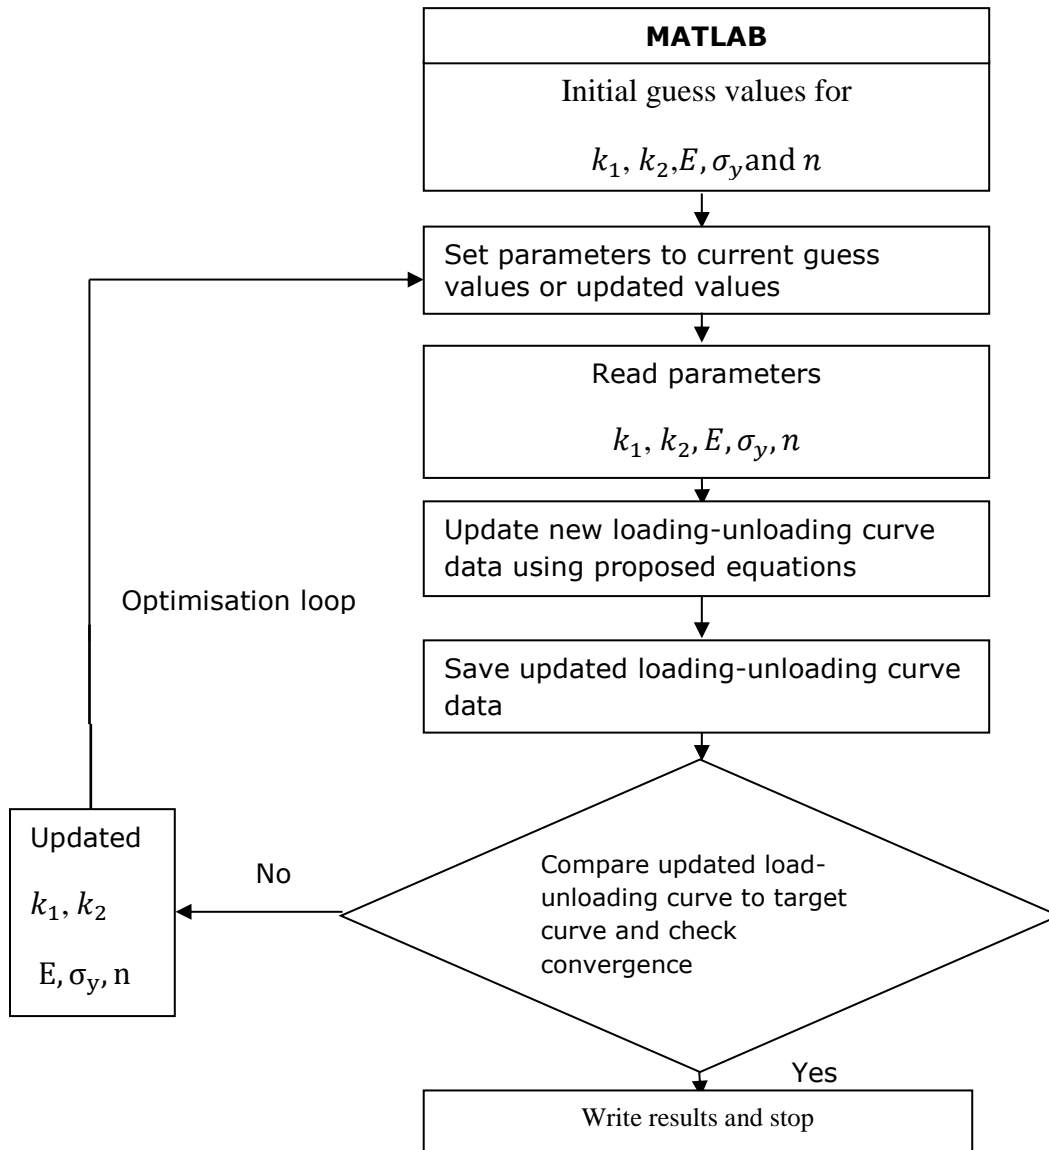 MATLAB
Initial guess values for
k₁, k₂,E, σᵧ and n
Set parameters to current guess
values or updated values
Read parameters
k₁, k₂, E, σᵧ, n
Update new loading-unloading curve
data using proposed equations
Optimisation loop
Save updated loading-unloading curve
data
Compare updated load-
unloading curve to target
curve and check
convergence
No
Updated
k₁, k₂
E, σᵧ, n
Yes
Write results and stop